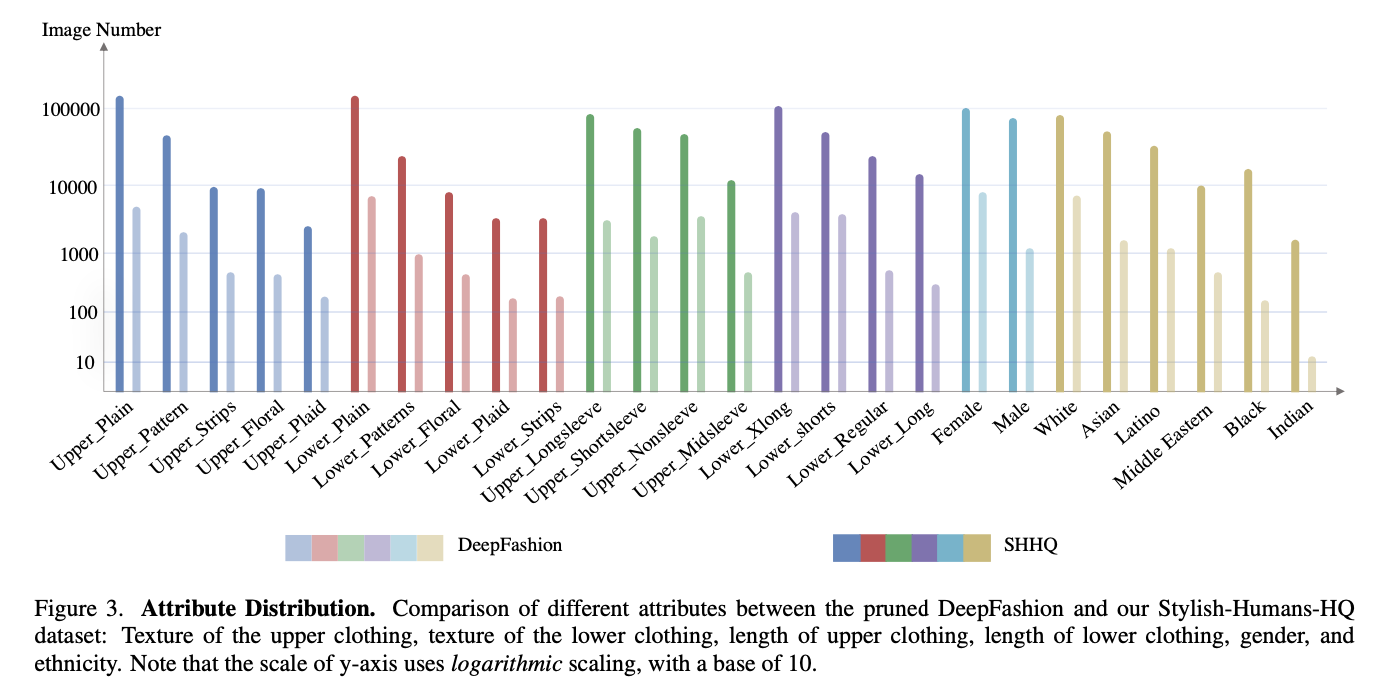 Image Number
100000
10000
1000
100
10
Upper_Plain
Upper_Pattern
Upper_Strips
Upper_Floral
Upper_Plaid
Lower_Plain
Lower_Patterns
Lower_Floral
Lower_Plaid
Lower_Strips
Upper_Longsleeve
Upper_Shortsleeve
Upper_Nonsleeve
Upper_Midsleeve
Lower_Xlong
Lower_shorts
Lower_Regular
Lower_Long
Female
Male
White
Asian
Latino
Middle Eastern
Black
Indian
DeepFashion
SHHQ
Figure 3. Attribute Distribution. Comparison of different attributes between the pruned DeepFashion and our Stylish-Humans-HQ
dataset: Texture of the upper clothing, texture of the lower clothing, length of upper clothing, length of lower clothing, gender, and
ethnicity. Note that the scale of y-axis uses logarithmic scaling, with a base of 10.